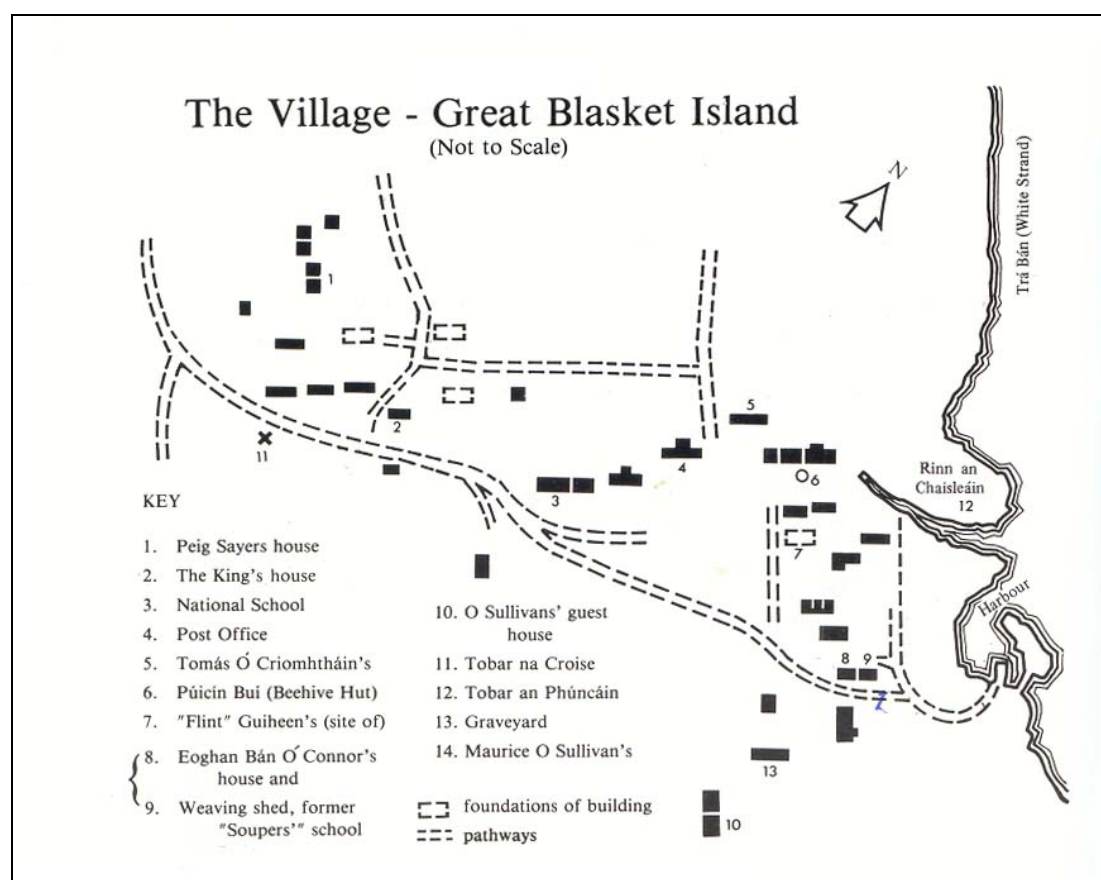 The Village - Great Blasket Island
(Not to Scale)
N
Trá Bán (White Strand)
1
2
3
4
5
6
7
8
9
10
11
12
13
Rinn an
Chaisleáin
Harbour
KEY
1. Peig Sayers house
2. The King's house
3. National School
4. Post Office
5. Tomás Ó Criomhtháin's
6. Púicín Buí (Beehive Hut)
7. "Flint" Guiheen's (site of)
8. Eoghan Bán Ó Connor's
house and
9. Weaving shed, former
"Soupers'" school
10. O Sullivans' guest
house
11. Tobar na Croise
12. Tobar an Phúncáin
13. Graveyard
14. Maurice O Sullivan's
foundations of building
pathways